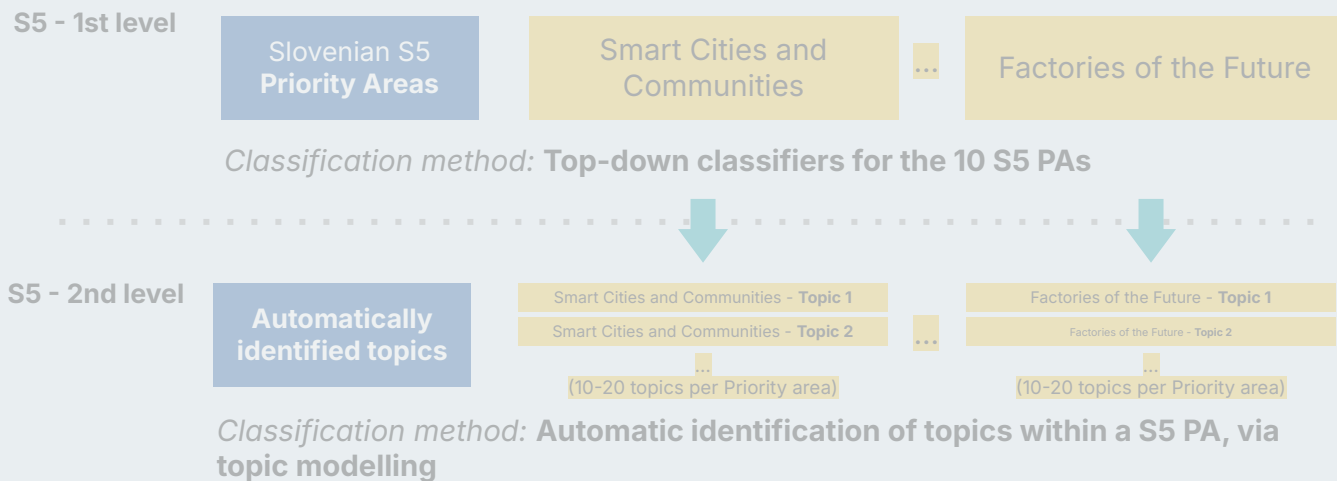 S5 - 1st level
Slovenian S5
Priority Areas
Smart Cities and
Communities
...
Factories of the Future
Classification method: Top-down classifiers for the 10 S5 PAs
S5 - 2nd level
Automatically
identified topics
Smart Cities and Communities - Topic 1
Smart Cities and Communities - Topic 2
...
(10-20 topics per Priority area)
...
Factories of the Future - Topic 1
Factories of the Future - Topic 2
...
(10-20 topics per Priority area)
Classification method: Automatic identification of topics within a S5 PA, via
topic modelling